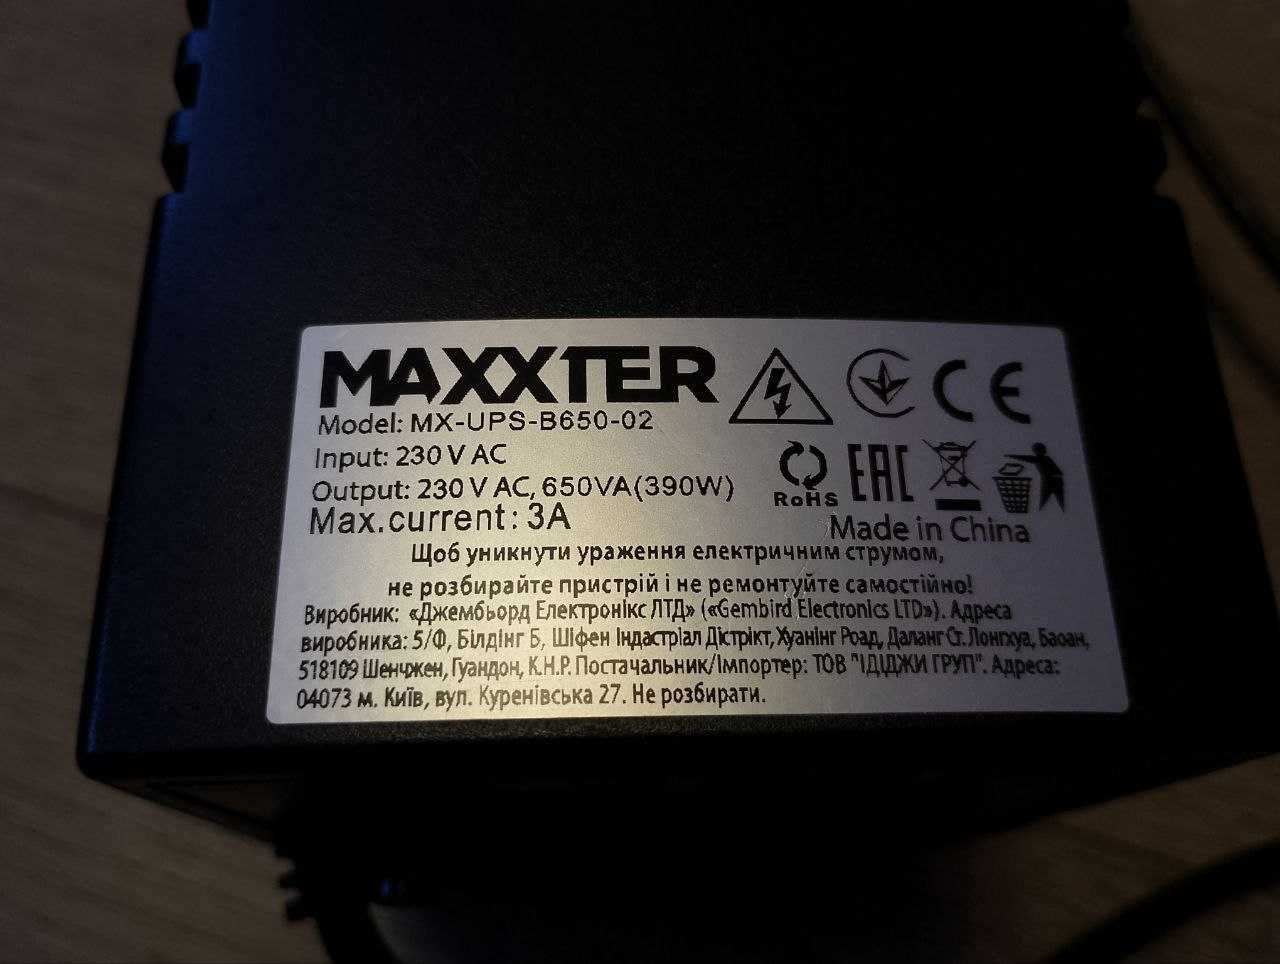 MAXXTER
Model: MX-UPS-B650-02
Input: 230 V AC
Output: 230 V AC, 650VA(390W)
Max.current: 3A
CE
RoHS
EAC
Made in China
Щоб уникнути ураження електричним струмом,
не розбирайте пристрій і не ремонтуйте самостійно!
Виробник: «Джембьорд Електронікс ЛТД» («Gembird Electronics LTD»). Адреса
виробника: 5/Ф, Білдінг Б, Шіфен Індастріал Дістрікт, Хуанінг Роад, Даланг Ст. Лонгхуа, Баоан,
518109 Шенчжен, Гуандон, К.Н.Р. Постачальник/Імпортер: ТОВ "ІДІДЖИ ГРУП". Адреса:
04073 м. Київ, вул. Куренівська 27. Не розбирати.